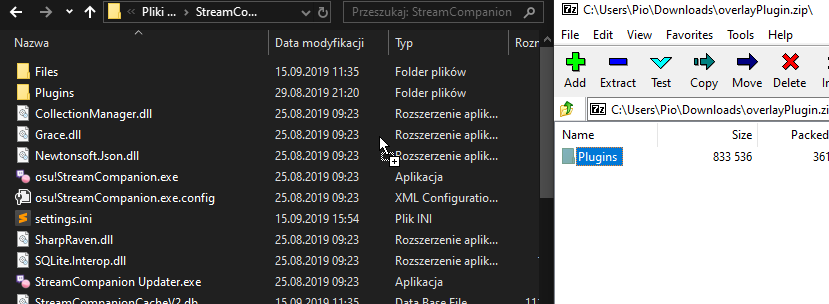 Pliki ... StreamCo...
Przeszukaj: StreamCompanion
Nazwa Data modyfikacji Typ Rozm
Files 15.09.2019 11:35 Folder plików
Plugins 29.08.2019 21:20 Folder plików
CollectionManager.dll 25.08.2019 09:23 Rozszerzenie aplik...
Grace.dll 25.08.2019 09:23 Rozszerzenie aplik...
Newtonsoft.Json.dll 25.08.2019 09:23 Rozszerzenie aplik...
osu!StreamCompanion.exe 25.08.2019 09:23 Aplikacja
osu!StreamCompanion.exe.config 25.08.2019 09:23 XML Configuratio...
settings.ini 15.09.2019 15:54 Plik INI
SharpRaven.dll 25.08.2019 09:23 Rozszerzenie aplik...
SQLite.Interop.dll 25.08.2019 09:23 Rozszerzenie aplik...
StreamCompanion Updater.exe 25.08.2019 09:23 Aplikacja
StreamCompanionCacheV2.db 15.09.2019 11:35 Data Base File
7z C:\Users\Pio\Downloads\overlayPlugin.zip\
File Edit View Favorites Tools Help
Add Extract Test Copy Move Delete
7z C:\Users\Pio\Downloads\overlayPlugin.zip
Name Size Packed
Plugins 833 536 361